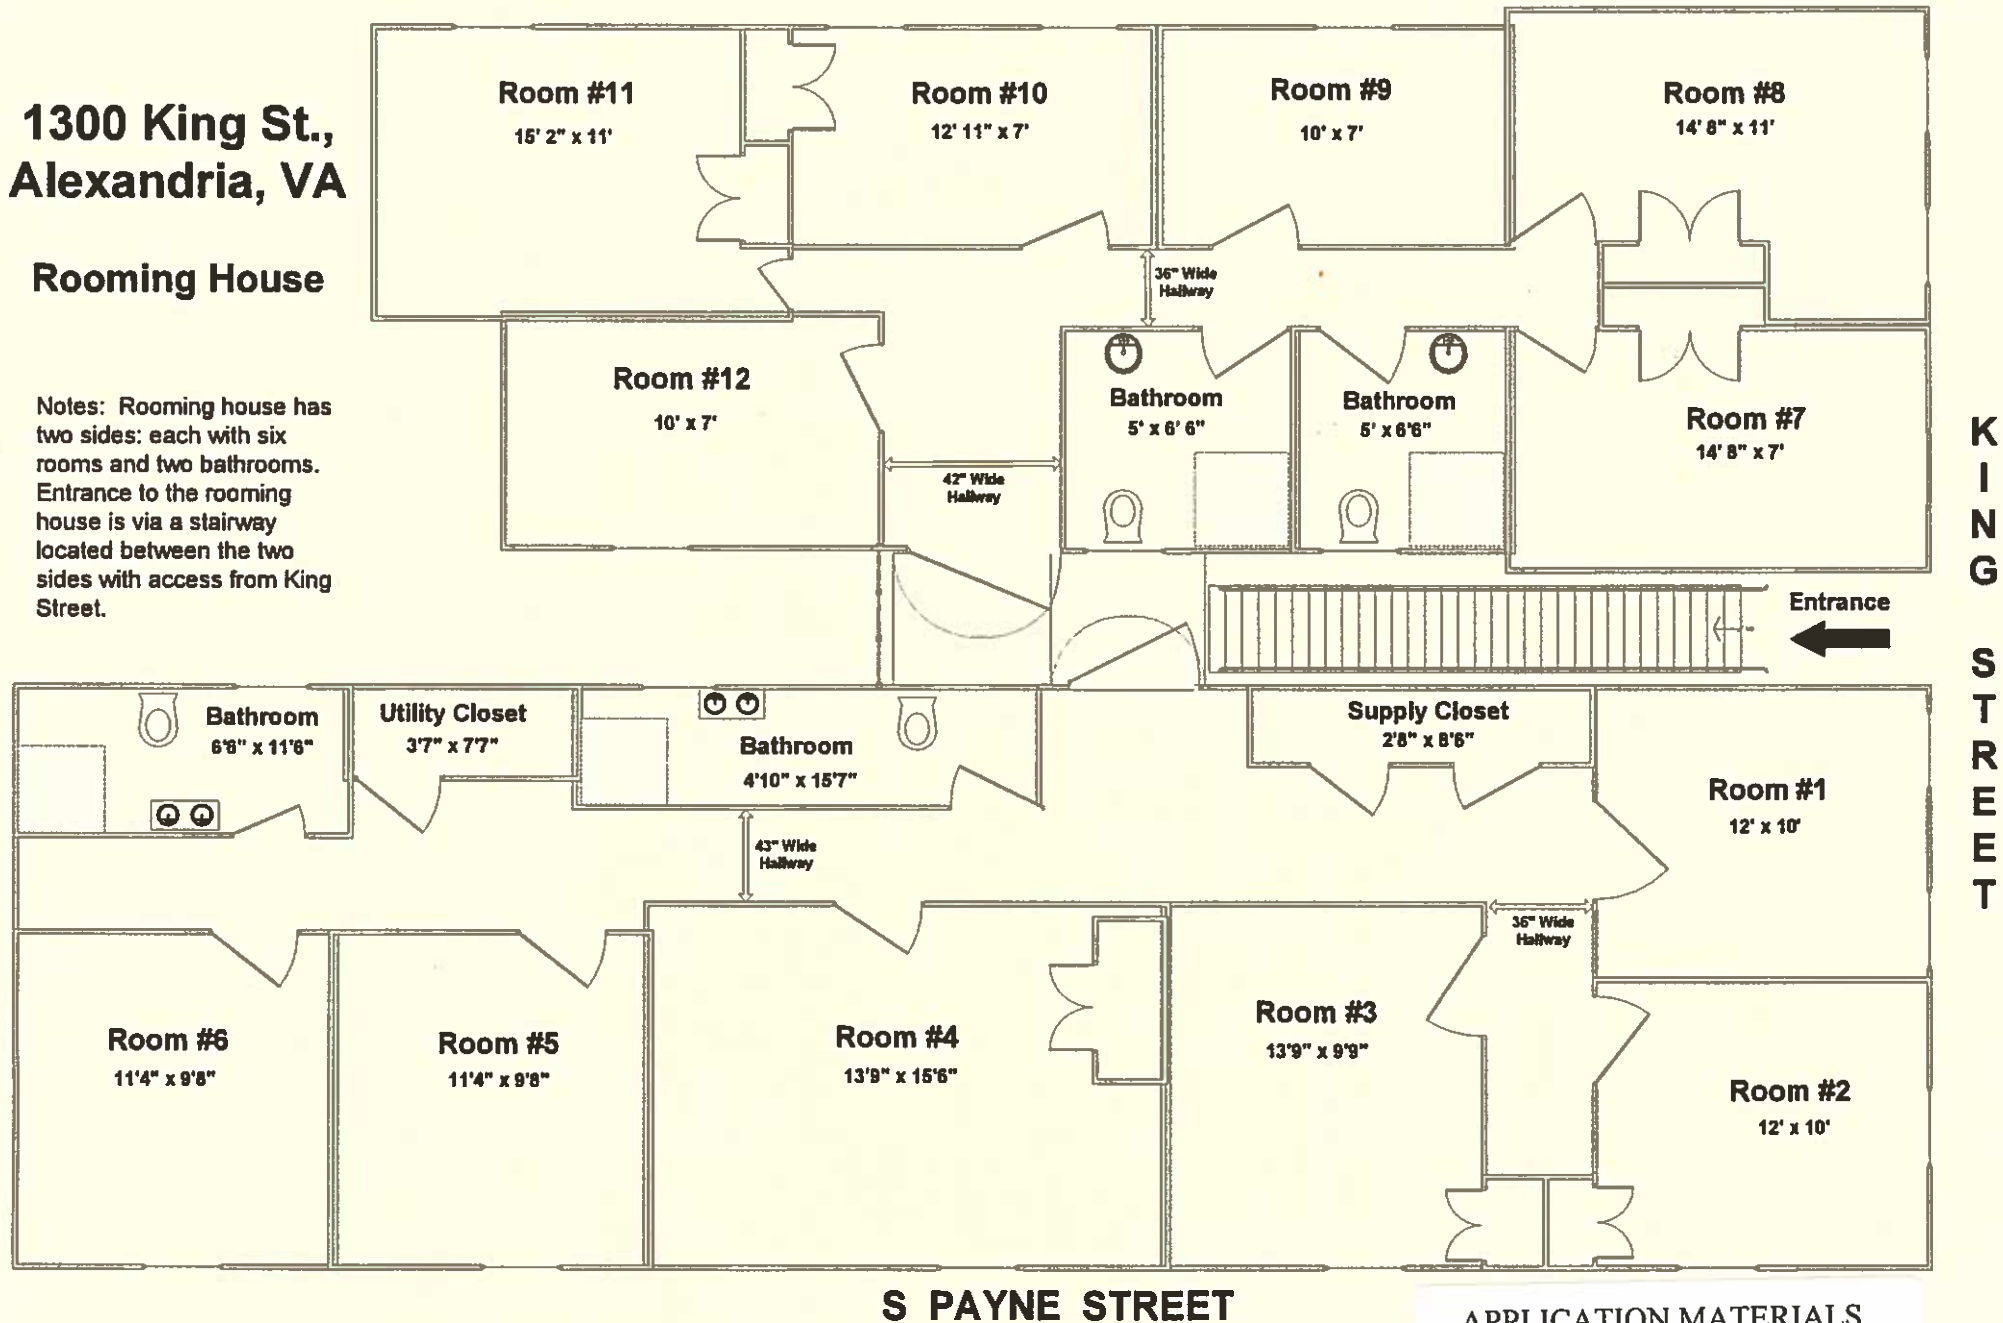 1300 King St.,
Alexandria, VA
Rooming House
Notes: Rooming house has
two sides: each with six
rooms and two bathrooms.
Entrance to the rooming
house is via a stairway
located between the two
sides with access from King
Street.
Room #11
15' 2" x 11'
Room #10
12' 11" x 7'
Room #9
10' x 7'
Room #8
14' 8" x 11'
36" Wide
Hallway
Room #12
10' x 7'
42" Wide
Hallway
Bathroom
5' x 6' 6"
Bathroom
5' x 6'6"
Room #7
14' 8" x 7'
Entrance
KING STREET
Bathroom
6'6" x 11'6"
Utility Closet
3'7" x 7'7"
Bathroom
4'10" x 15'7"
Supply Closet
2'8" x 8'6"
Room #1
12' x 10'
43" Wide
Hallway
36" Wide
Hallway
Room #6
11'4" x 9'8"
Room #5
11'4" x 9'8"
Room #4
13'9" x 15'6"
Room #3
13'9" x 9'9"
Room #2
12' x 10'
S PAYNE STREET
APPLICATION MATERIALS